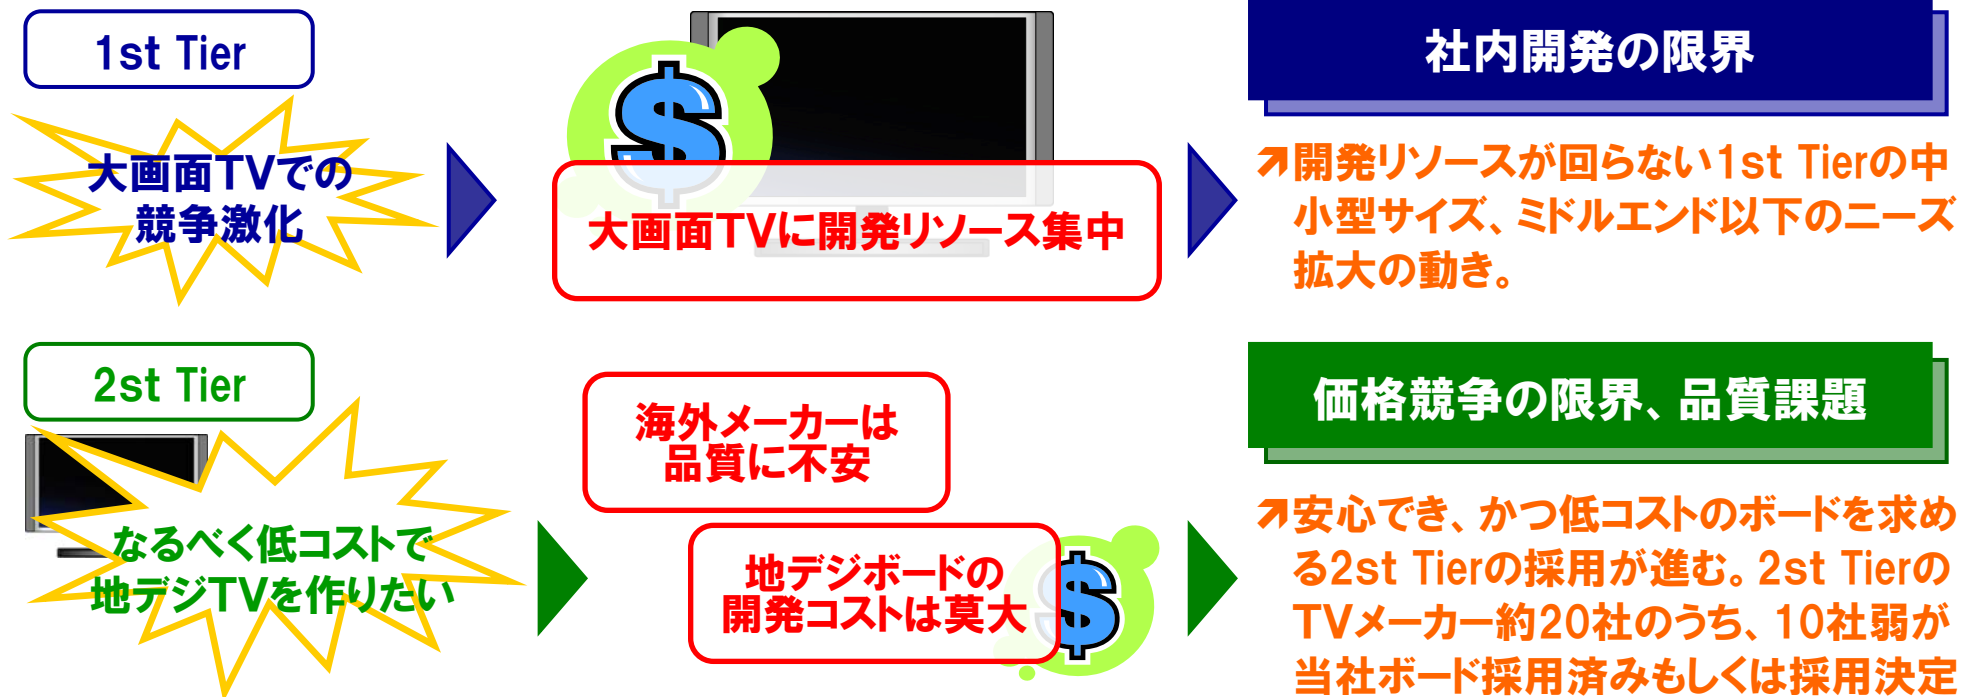 1st Tier
大画面TVでの
競争激化
大画面TVに開発リソース集中
社内開発の限界
開発リソースが回らない1st Tierの中
小型サイズ、ミドルエンド以下のニーズ
拡大の動き。
2st Tier
なるべく低コストで
地デジTVを作りたい
海外メーカーは
品質に不安
地デジボードの
開発コストは莫大
価格競争の限界、品質課題
安心でき、かつ低コストのボードを求め
る2st Tierの採用が進む。2st Tierの
TVメーカー約20社のうち、10社弱が
当社ボード採用済みもしくは採用決定